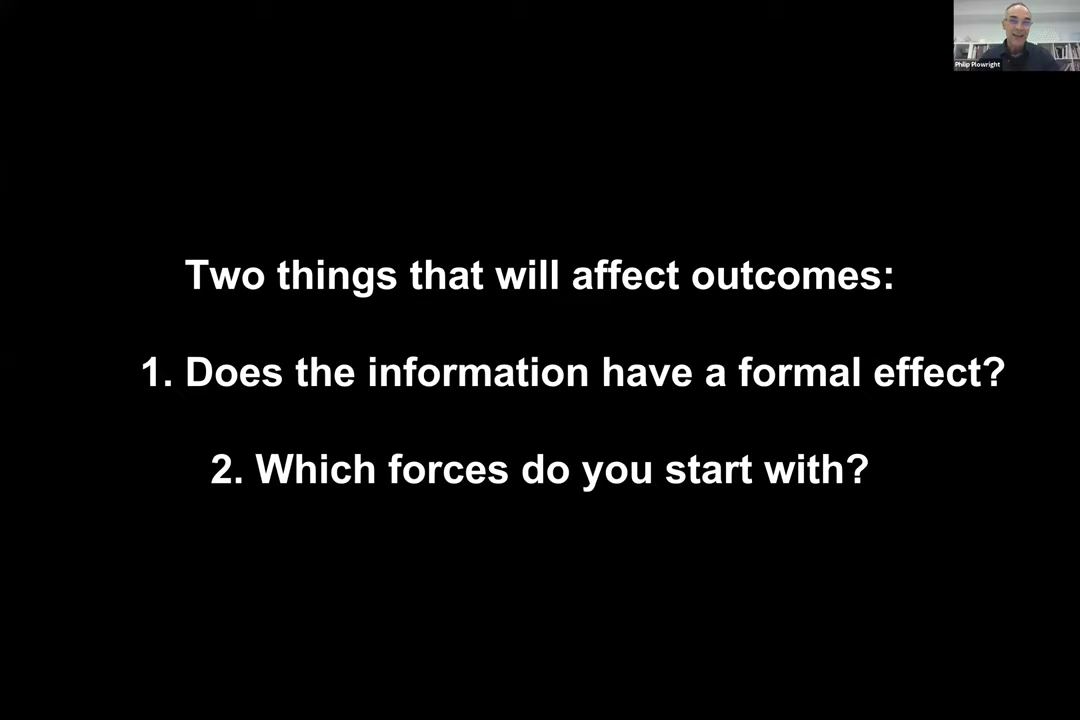 Philip Plowright
Two things that will affect outcomes:
1. Does the information have a formal effect?
2. Which forces do you start with?